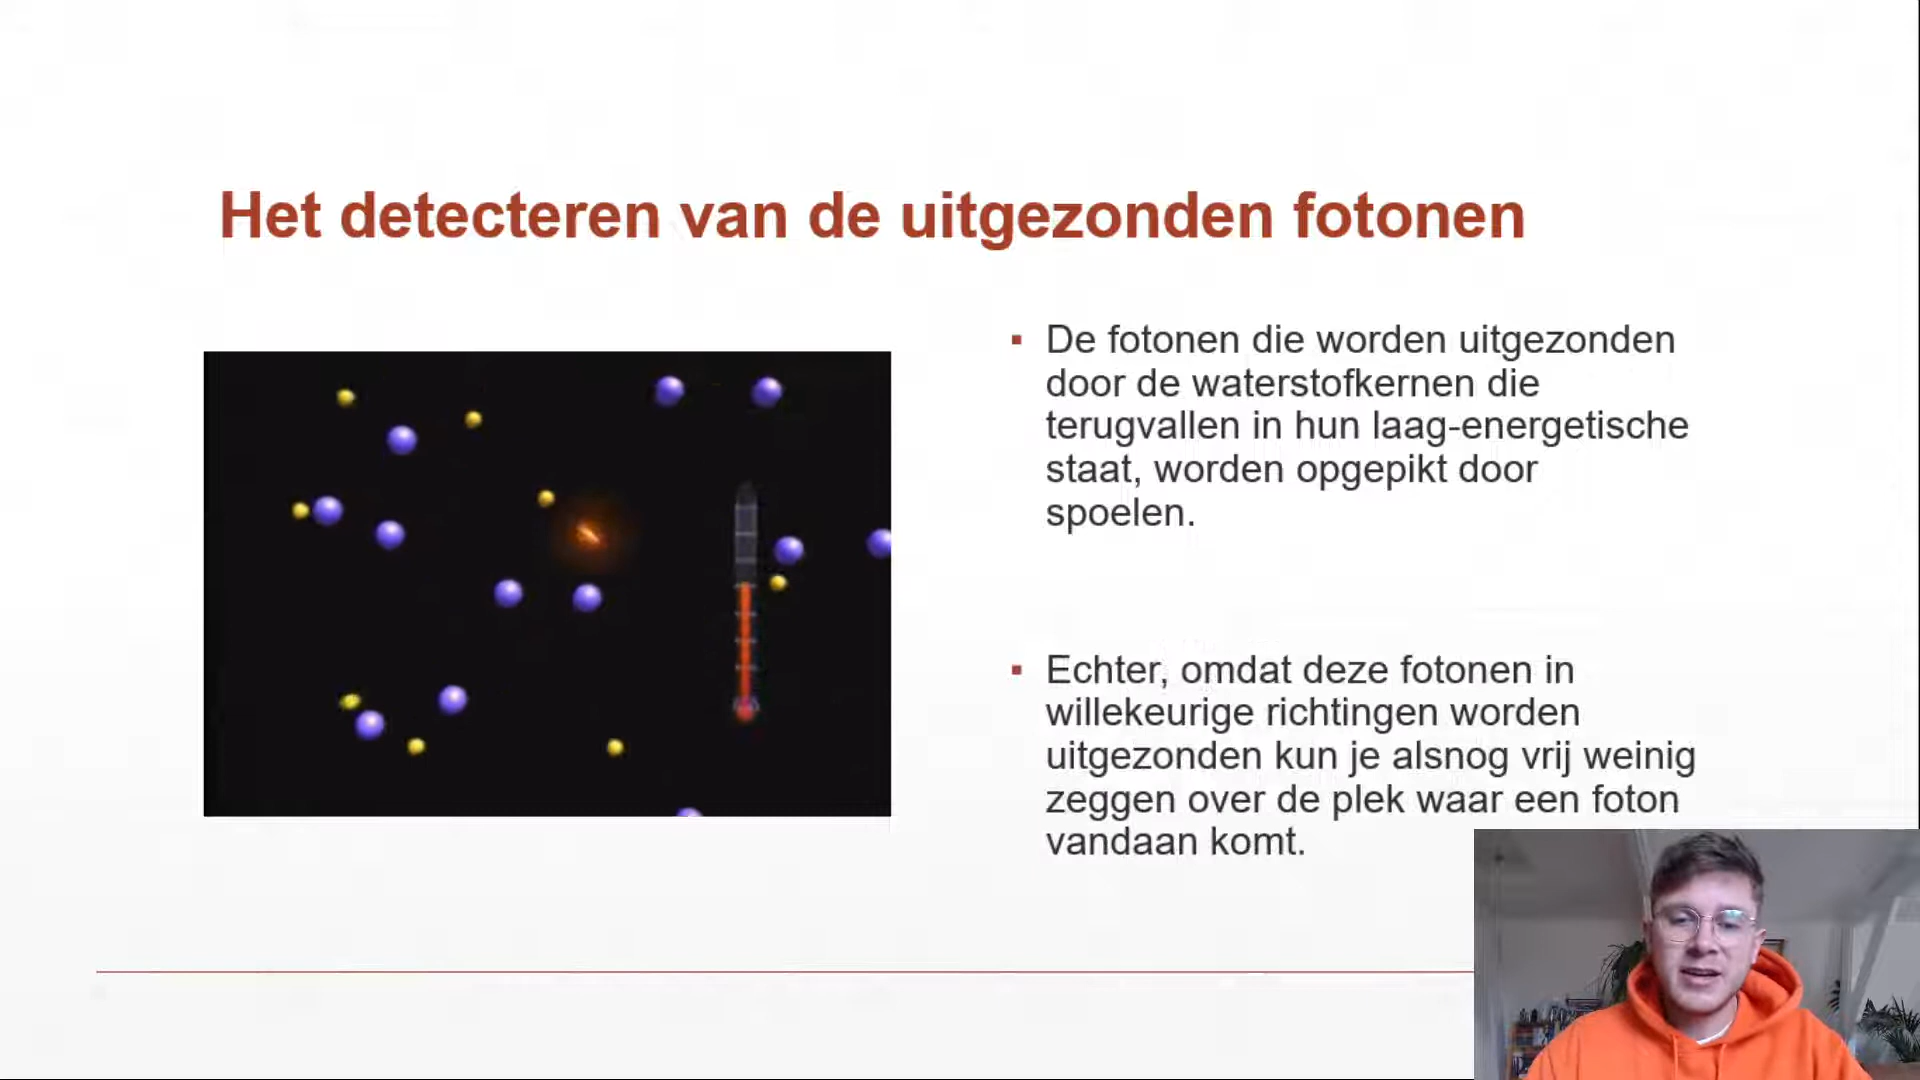 Het detecteren van de uitgezonden fotonen
De fotonen die worden uitgezonden
door de waterstofkernen die
terugvallen in hun laag-energetische
staat, worden opgepikt door
spoelen.
Echter, omdat deze fotonen in
willekeurige richtingen worden
uitgezonden kun je alsnog vrij weinig
zeggen over de plek waar een foton
vandaan komt.